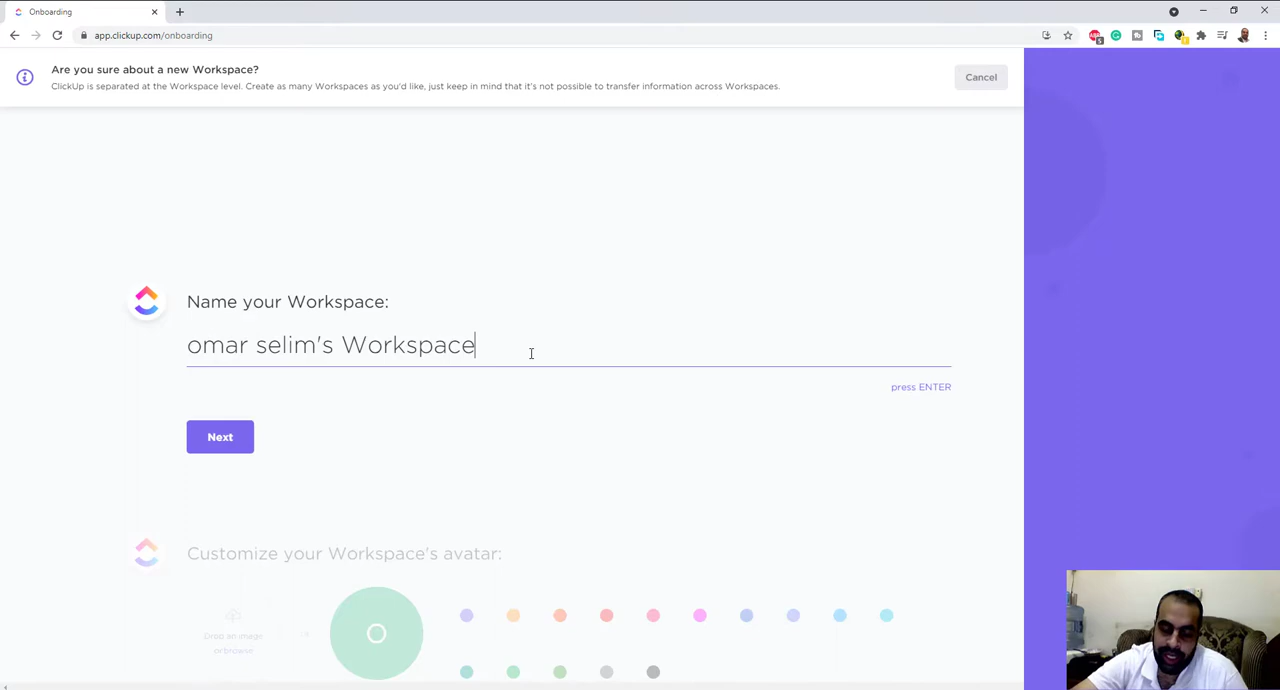 Onboarding
app.clickup.com/onboarding
Are you sure about a new Workspace?
ClickUp is separated at the Workspace level. Create as many Workspaces as you'd like, just keep in mind that it's not possible to transfer information across Workspaces.
Cancel
Name your Workspace:
omar selim's Workspace
press ENTER
Next
Customize your Workspace's avatar:
O
Drop an image
or browse